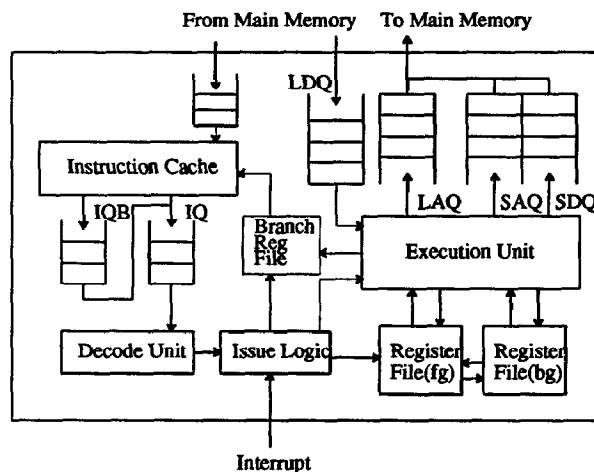 From Main Memory
To Main Memory
LDQ
Instruction Cache
IQB
IQ
Branch
Reg
File
LAQ
SAQ
SDQ
Execution Unit
Decode Unit
Issue Logic
Register
File(fg)
Register
File(bg)
Interrupt